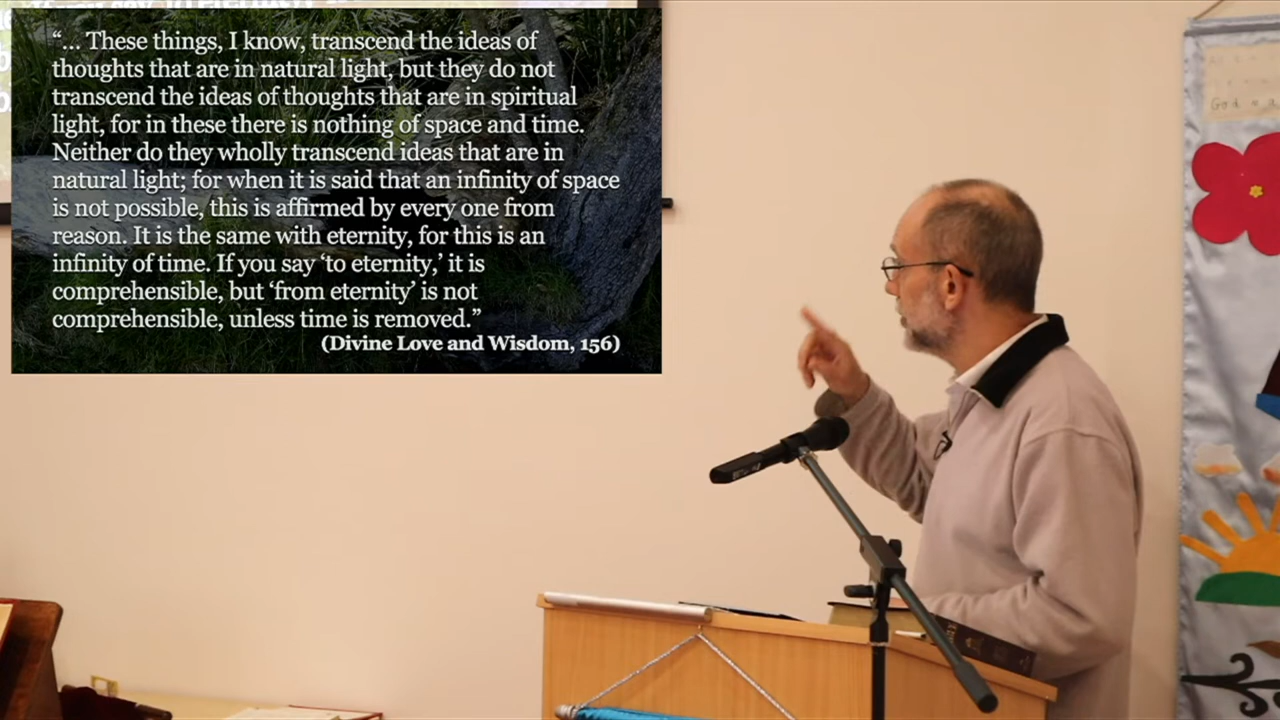 “... These things, I know, transcend the ideas of
thoughts that are in natural light, but they do not
transcend the ideas of thoughts that are in spiritual
light, for in these there is nothing of space and time.
Neither do they wholly transcend ideas that are in
natural light; for when it is said that an infinity of space
is not possible, this is affirmed by every one from
reason. It is the same with eternity, for this is an
infinity of time. If you say ‘to eternity,’ it is
comprehensible, but ‘from eternity’ is not
comprehensible, unless time is removed.”
(Divine Love and Wisdom, 156)
God